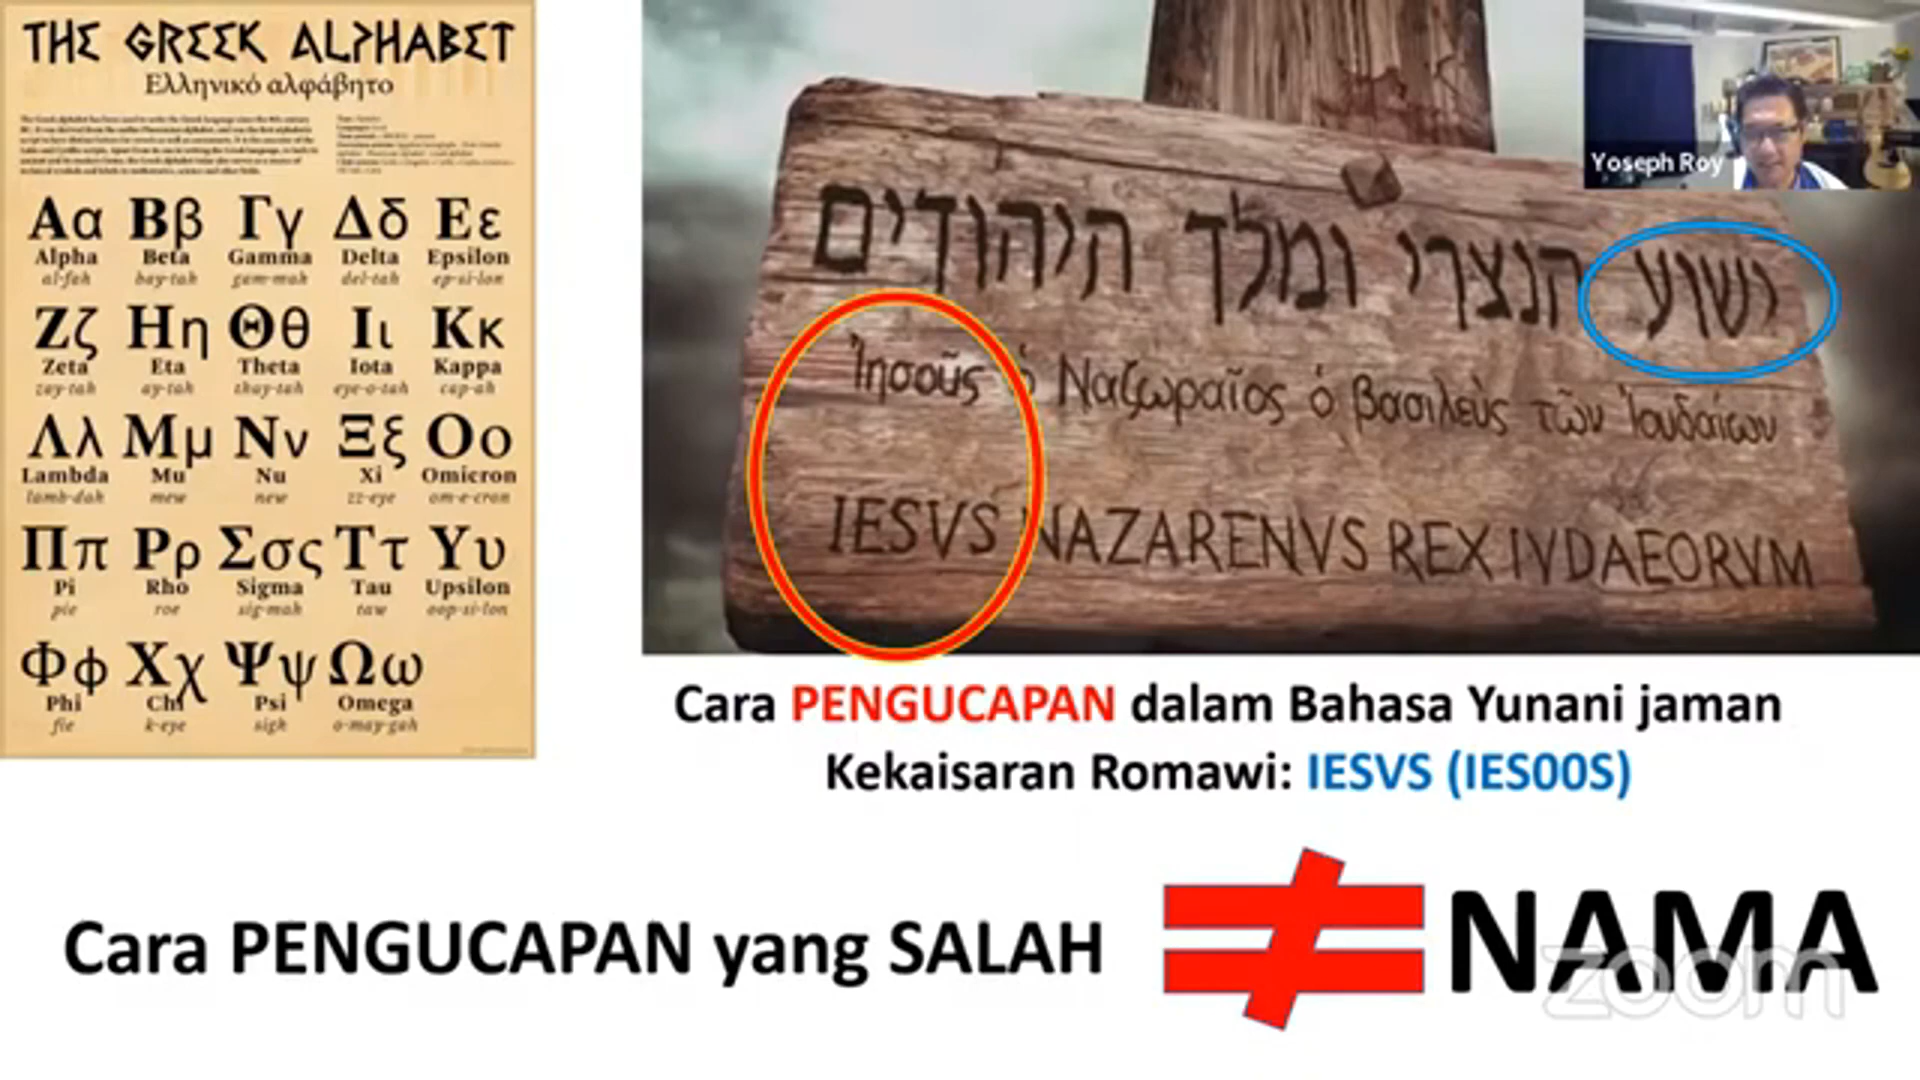 THE GREEK ALPHABET
Ελληνικό αλφάβητο
Αα Ββ Γγ Δδ Εε
Alpha Beta Gamma Delta Epsilon
al-fah bay-tah gam-mah del-tah ep-si-lon
Ζζ Ηη Θθ Ιι Κκ
Zeta Eta Theta Iota Kappa
zay-tah ay-tah thay-tah eye-o-tah cap-ah
Λλ Μμ Νν Ξξ Οο
Lambda Mu Nu Xi Omicron
lamb-dah mew new zz-eye om-e-cron
Ππ Ρρ Σσς Ττ Υυ
Pi Rho Sigma Tau Upsilon
pie roe sig-mah taw oop-si-lon
Φφ Χχ Ψψ Ωω
Phi Chi Psi Omega
fie k-eye sigh o-may-gah
ישוע הנצרי ומלך היהודים
Ἰησοῦς ὁ Ναζωραῖος ὁ βασιλεὺς τῶν Ἰουδαίων
IESVS NAZARENVS REX IVDAEORVM
Yoseph Roy
Cara PENGUCAPAN dalam Bahasa Yunani jaman
Kekaisaran Romawi: IESVS (IESOOS)
Cara PENGUCAPAN yang SALAH ≠ NAMA
zoom